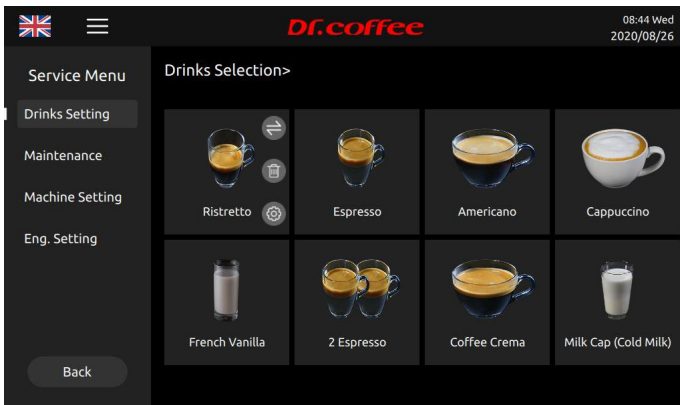 Dr.coffee
08:44 Wed
2020/08/26
Service Menu
Drinks Setting
Maintenance
Machine Setting
Eng. Setting
Back
Drinks Selection>
Ristretto
Espresso
Americano
Cappuccino
French Vanilla
2 Espresso
Coffee Crema
Milk Cap (Cold Milk)